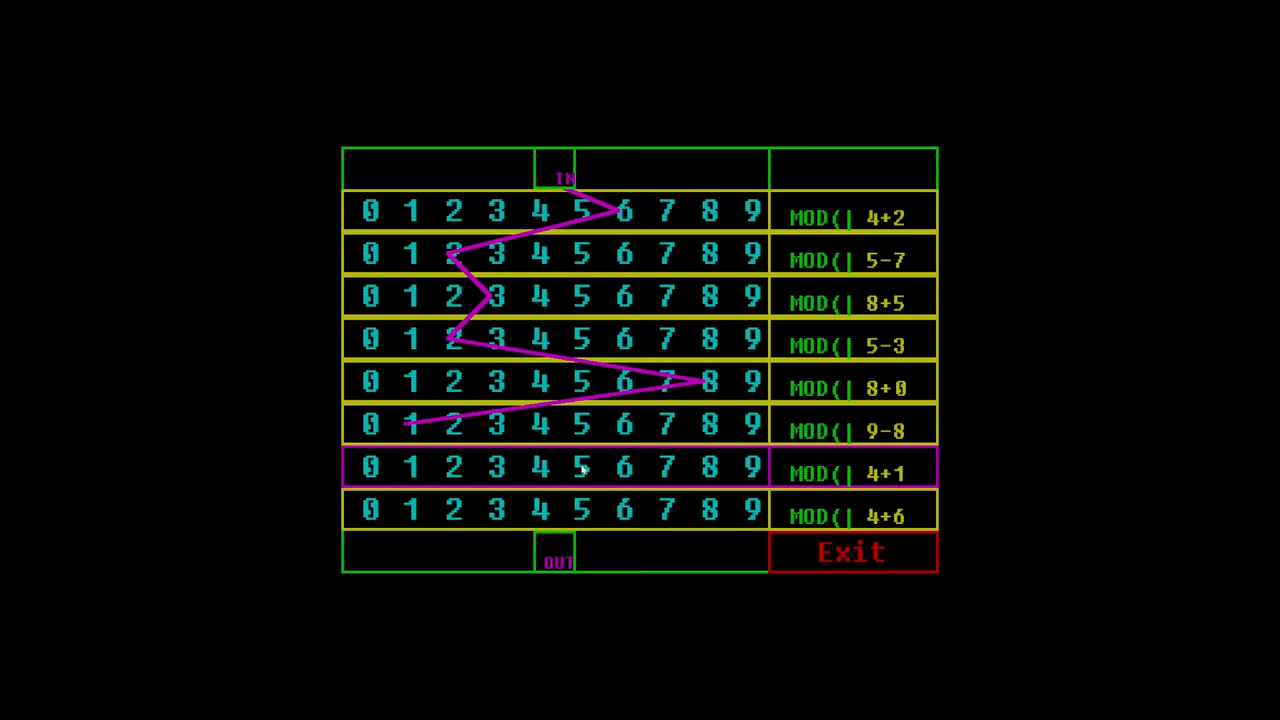 IN
0 1 2 3 4 5 6 7 8 9 MOD(| 4+2
0 1 2 3 4 5 6 7 8 9 MOD(| 5-7
0 1 2 3 4 5 6 7 8 9 MOD(| 8+5
0 1 2 3 4 5 6 7 8 9 MOD(| 5-3
0 1 2 3 4 5 6 7 8 9 MOD(| 8+0
0 1 2 3 4 5 6 7 8 9 MOD(| 9-8
0 1 2 3 4 5 6 7 8 9 MOD(| 4+1
0 1 2 3 4 5 6 7 8 9 MOD(| 4+6
OUT Exit